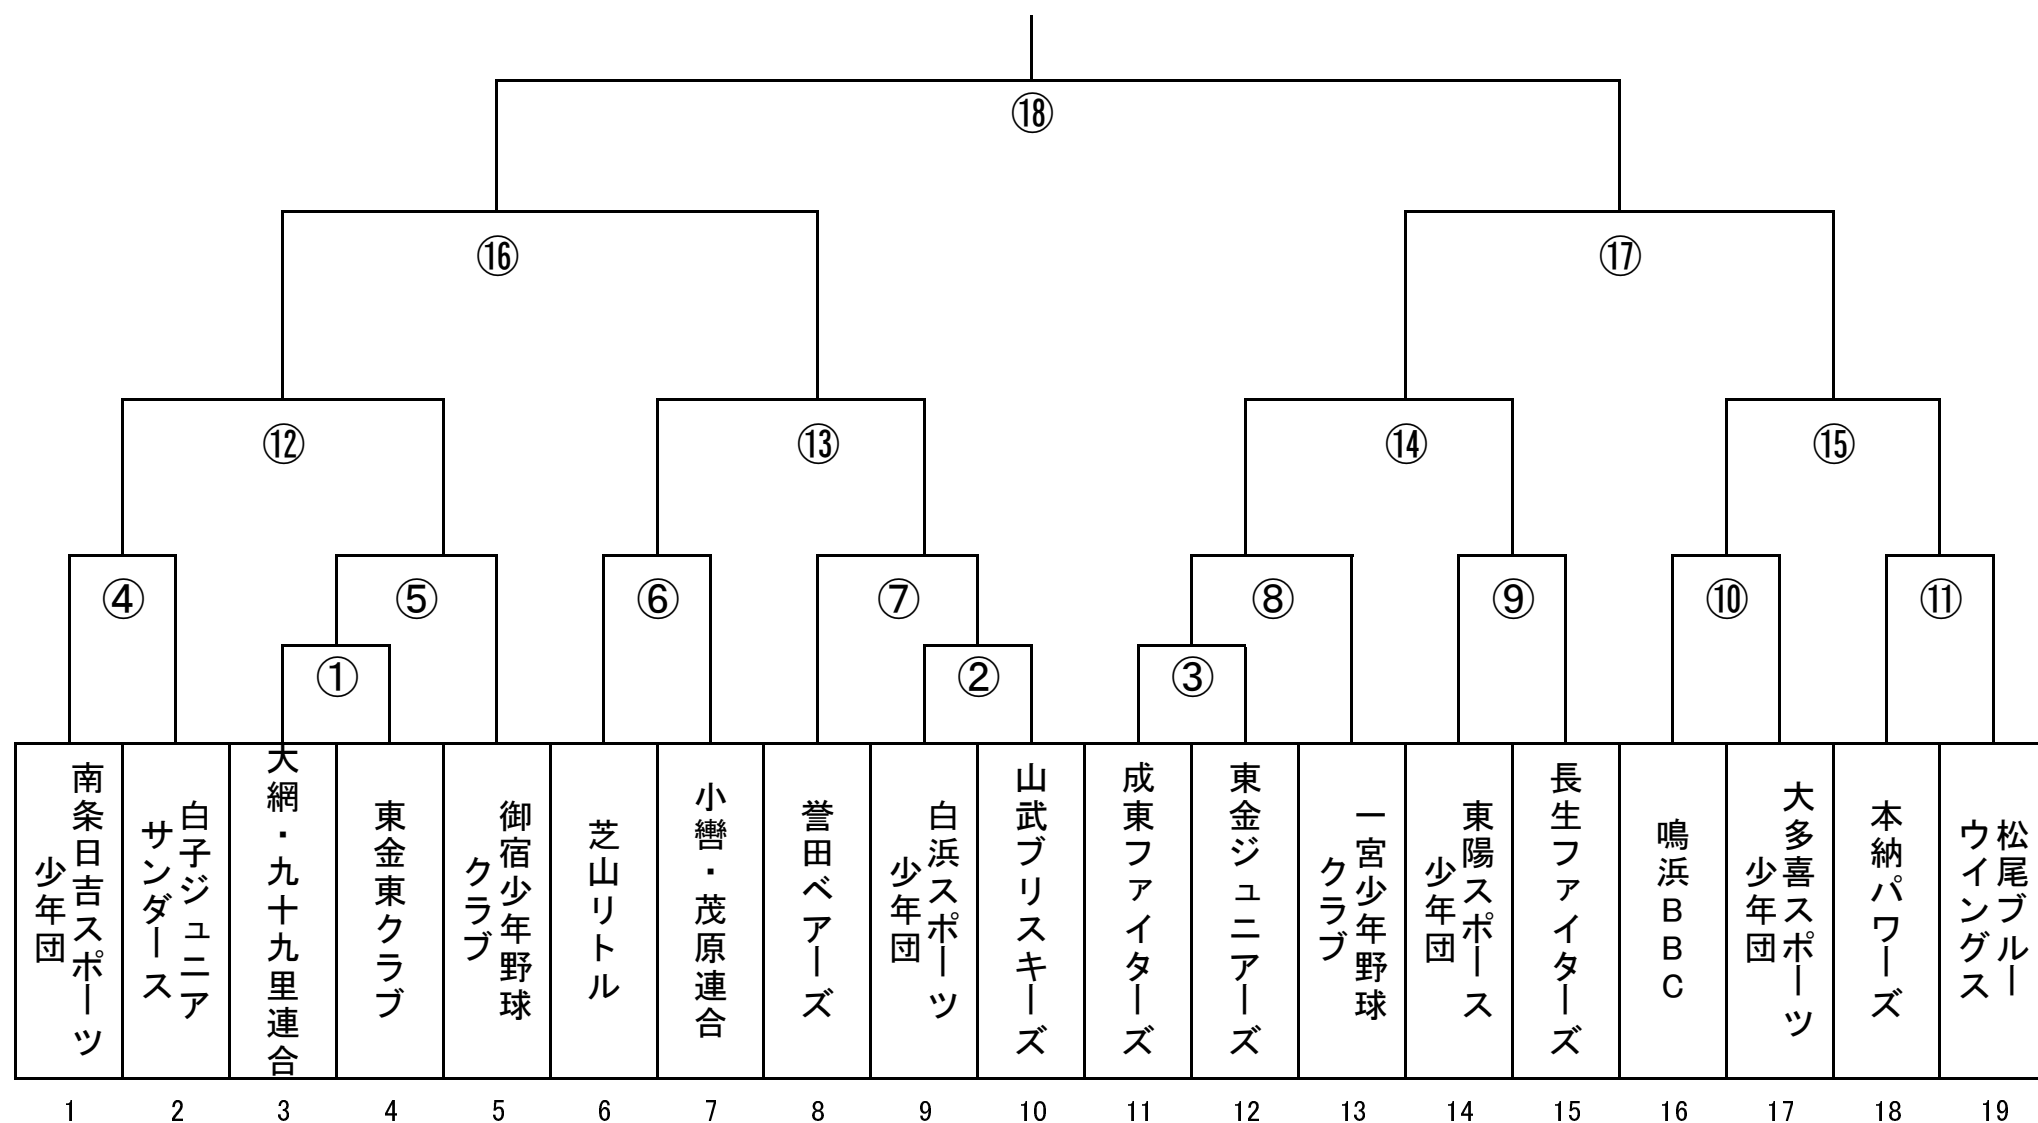 ⑱
⑯
⑰
⑫
⑬
⑭
⑮
④
⑤
⑥
⑦
⑧
⑨
⑩
⑪
①
②
③
南条日吉スポーツ
少年団
白子ジュニア
サンダース
大網・九十九里連合
東金東クラブ
御宿少年野球
クラブ
芝山リトル
小轡・茂原連合
誉田ベアーズ
白浜スポーツ
少年団
山武ブリスキーズ
成東ファイターズ
東金ジュニアーズ
一宮少年野球
クラブ
東陽スポース
少年団
長生ファイターズ
鳴浜ＢＢＣ
大多喜スポーツ
少年団
本納パワーズ
松尾ブルー
ウイングス
1 2 3 4 5 6 7 8 9 10 11 12 13 14 15 16 17 18 19